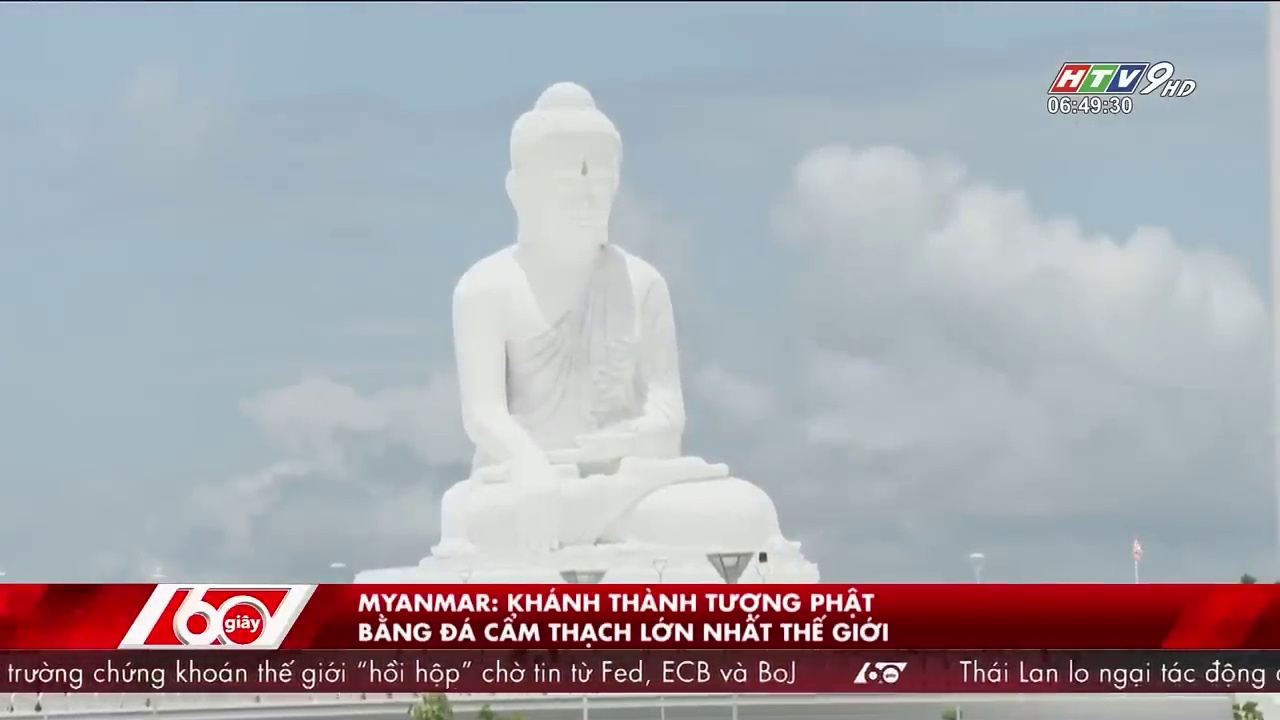 HTV9HD
06:49:30
60 giây
MYANMAR: KHÁNH THÀNH TƯỢNG PHẬT
BẰNG ĐÁ CẨM THẠCH LỚN NHẤT THẾ GIỚI
trường chứng khoán thế giới “hồi hộp” chờ tin từ Fed, ECB và BoJ 60 giây Thái Lan lo ngại tác động